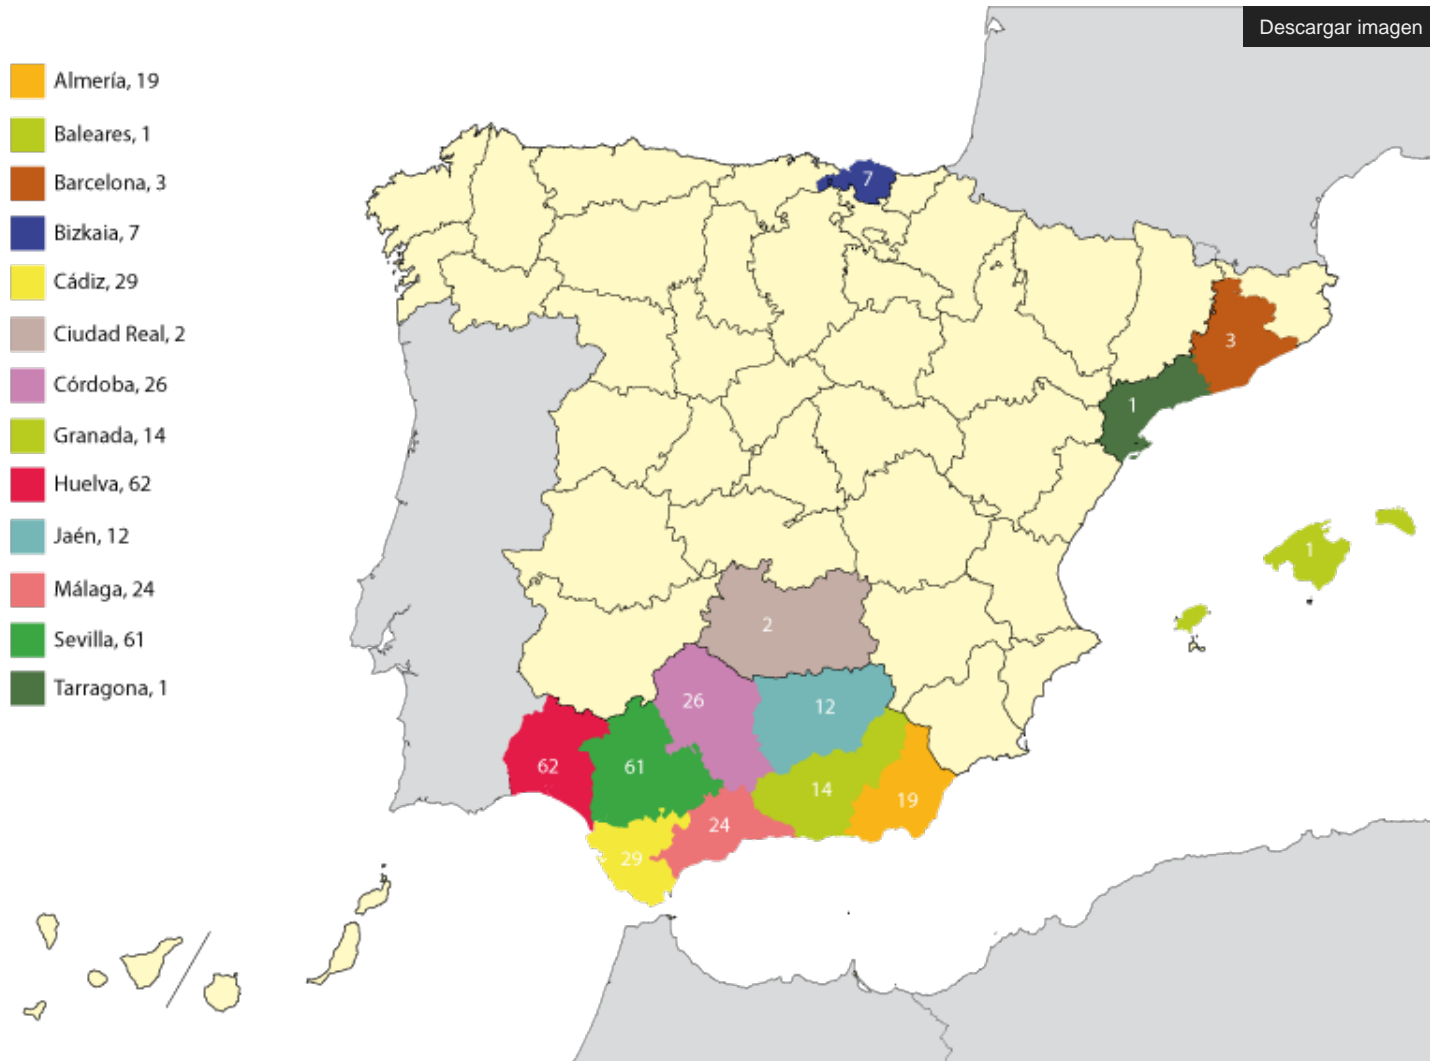 Descargar imagen
Almería, 19
Baleares, 1
Barcelona, 3
Bizkaia, 7
Cádiz, 29
Ciudad Real, 2
Córdoba, 26
Granada, 14
Huelva, 62
Jaén, 12
Málaga, 24
Sevilla, 61
Tarragona, 1
7
3
1
1
2
26
12
62
61
14
19
24
29